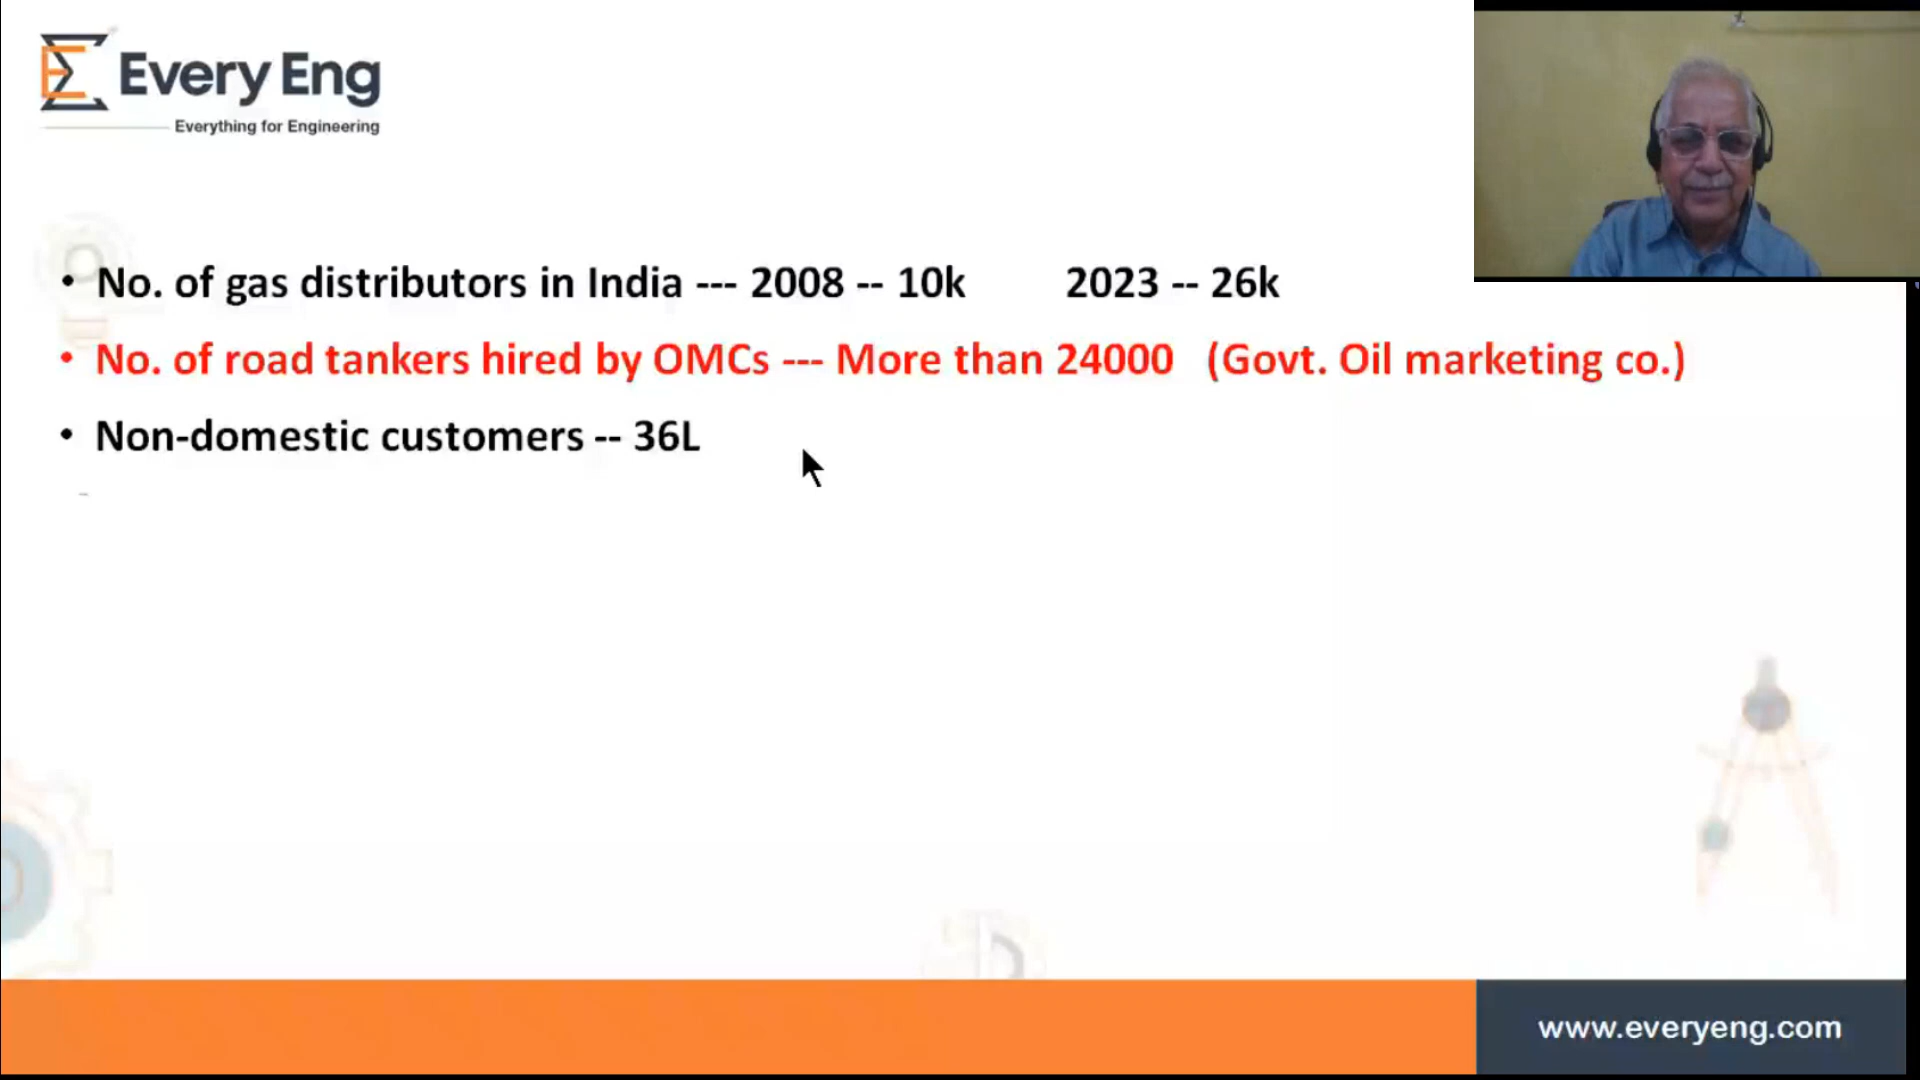 Every Eng
Everything for Engineering
• No. of gas distributors in India --- 2008 -- 10k 2023 -- 26k
• No. of road tankers hired by OMCs --- More than 24000 (Govt. Oil marketing co.)
• Non-domestic customers -- 36L
www.everyeng.com